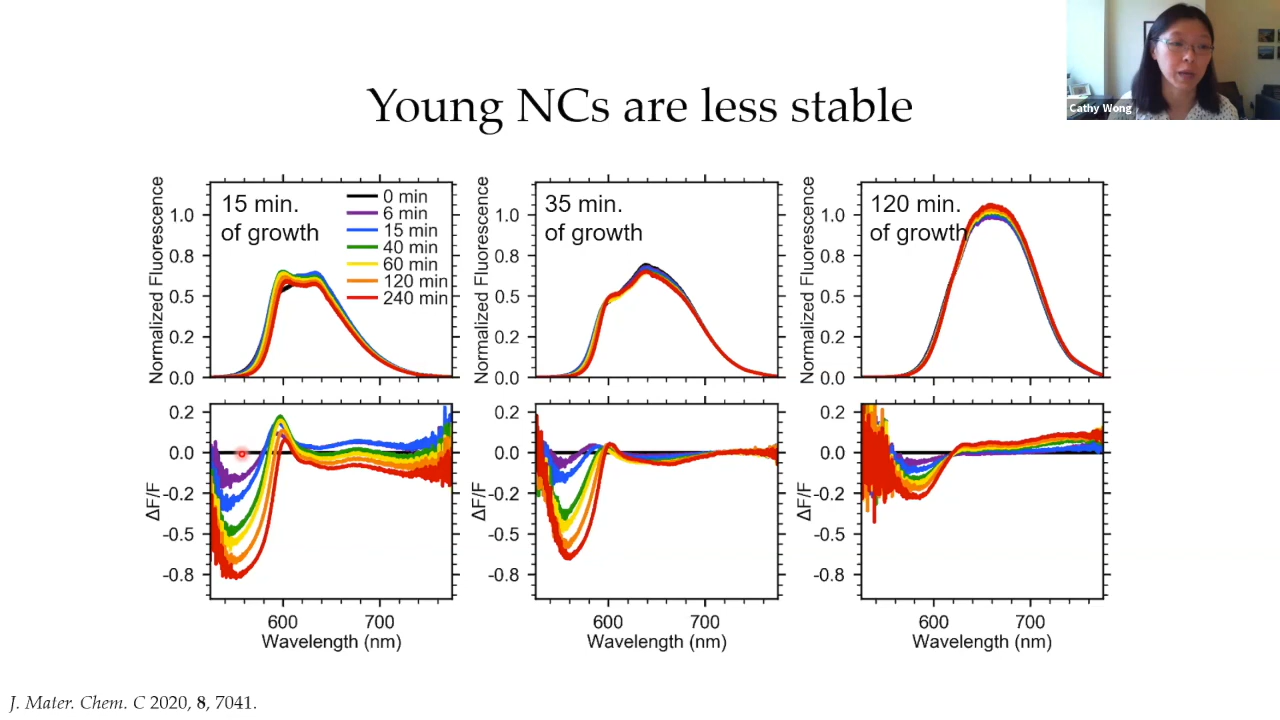 Cathy Wong
Young NCs are less stable
15 min.
of growth
0 min
6 min
15 min
40 min
60 min
120 min
240 min
Normalized Fluorescence
1.0
0.8
0.5
0.2
0.0
35 min.
of growth
Normalized Fluorescence
1.0
0.8
0.5
0.2
0.0
120 min.
of growth
Normalized Fluorescence
1.0
0.8
0.5
0.2
0.0
ΔF/F
0.2
0.0
-0.2
-0.5
-0.8
600 700
Wavelength (nm)
ΔF/F
0.2
0.0
-0.2
-0.5
-0.8
600 700
Wavelength (nm)
ΔF/F
0.2
0.0
-0.2
-0.5
-0.8
600 700
Wavelength (nm)
J. Mater. Chem. C 2020, 8, 7041.